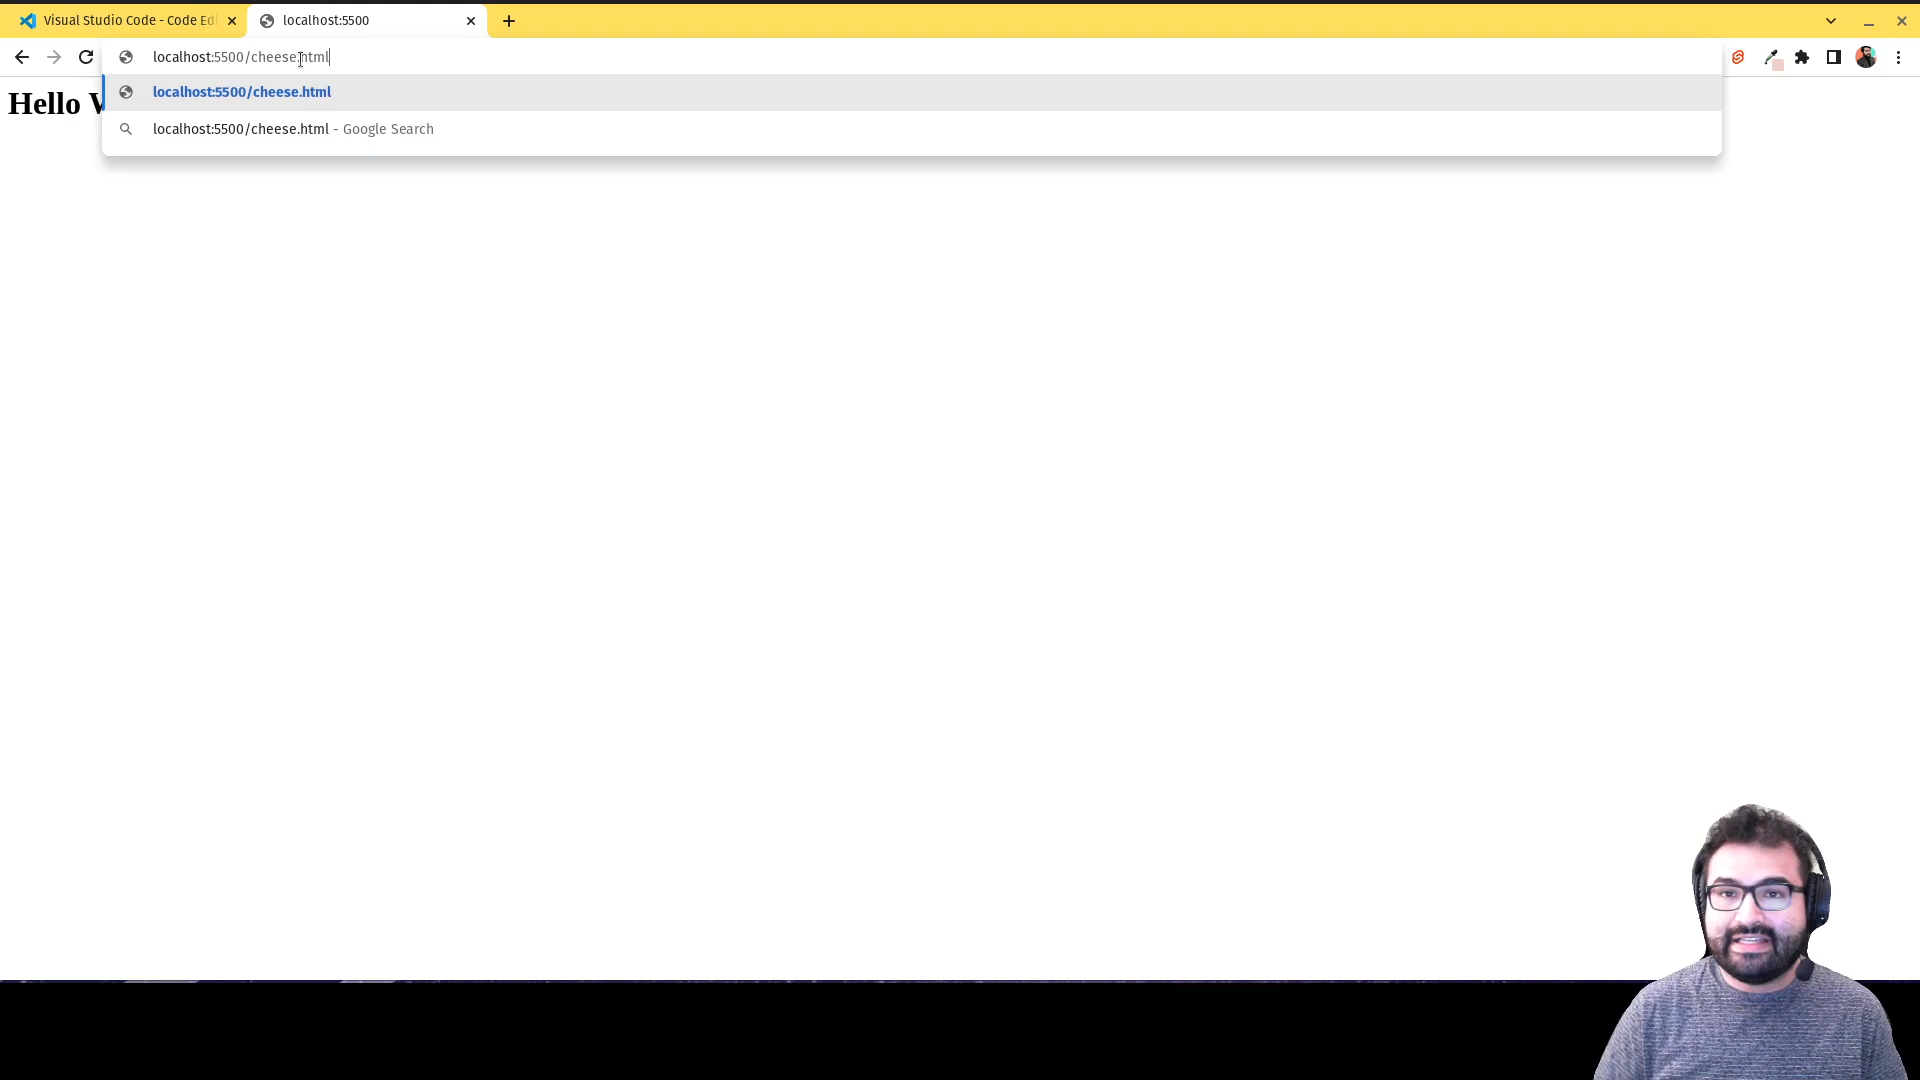 Visual Studio Code - Code Edi
localhost:5500
localhost:5500/cheese.html
localhost:5500/cheese.html
localhost:5500/cheese.html - Google Search
Hello W